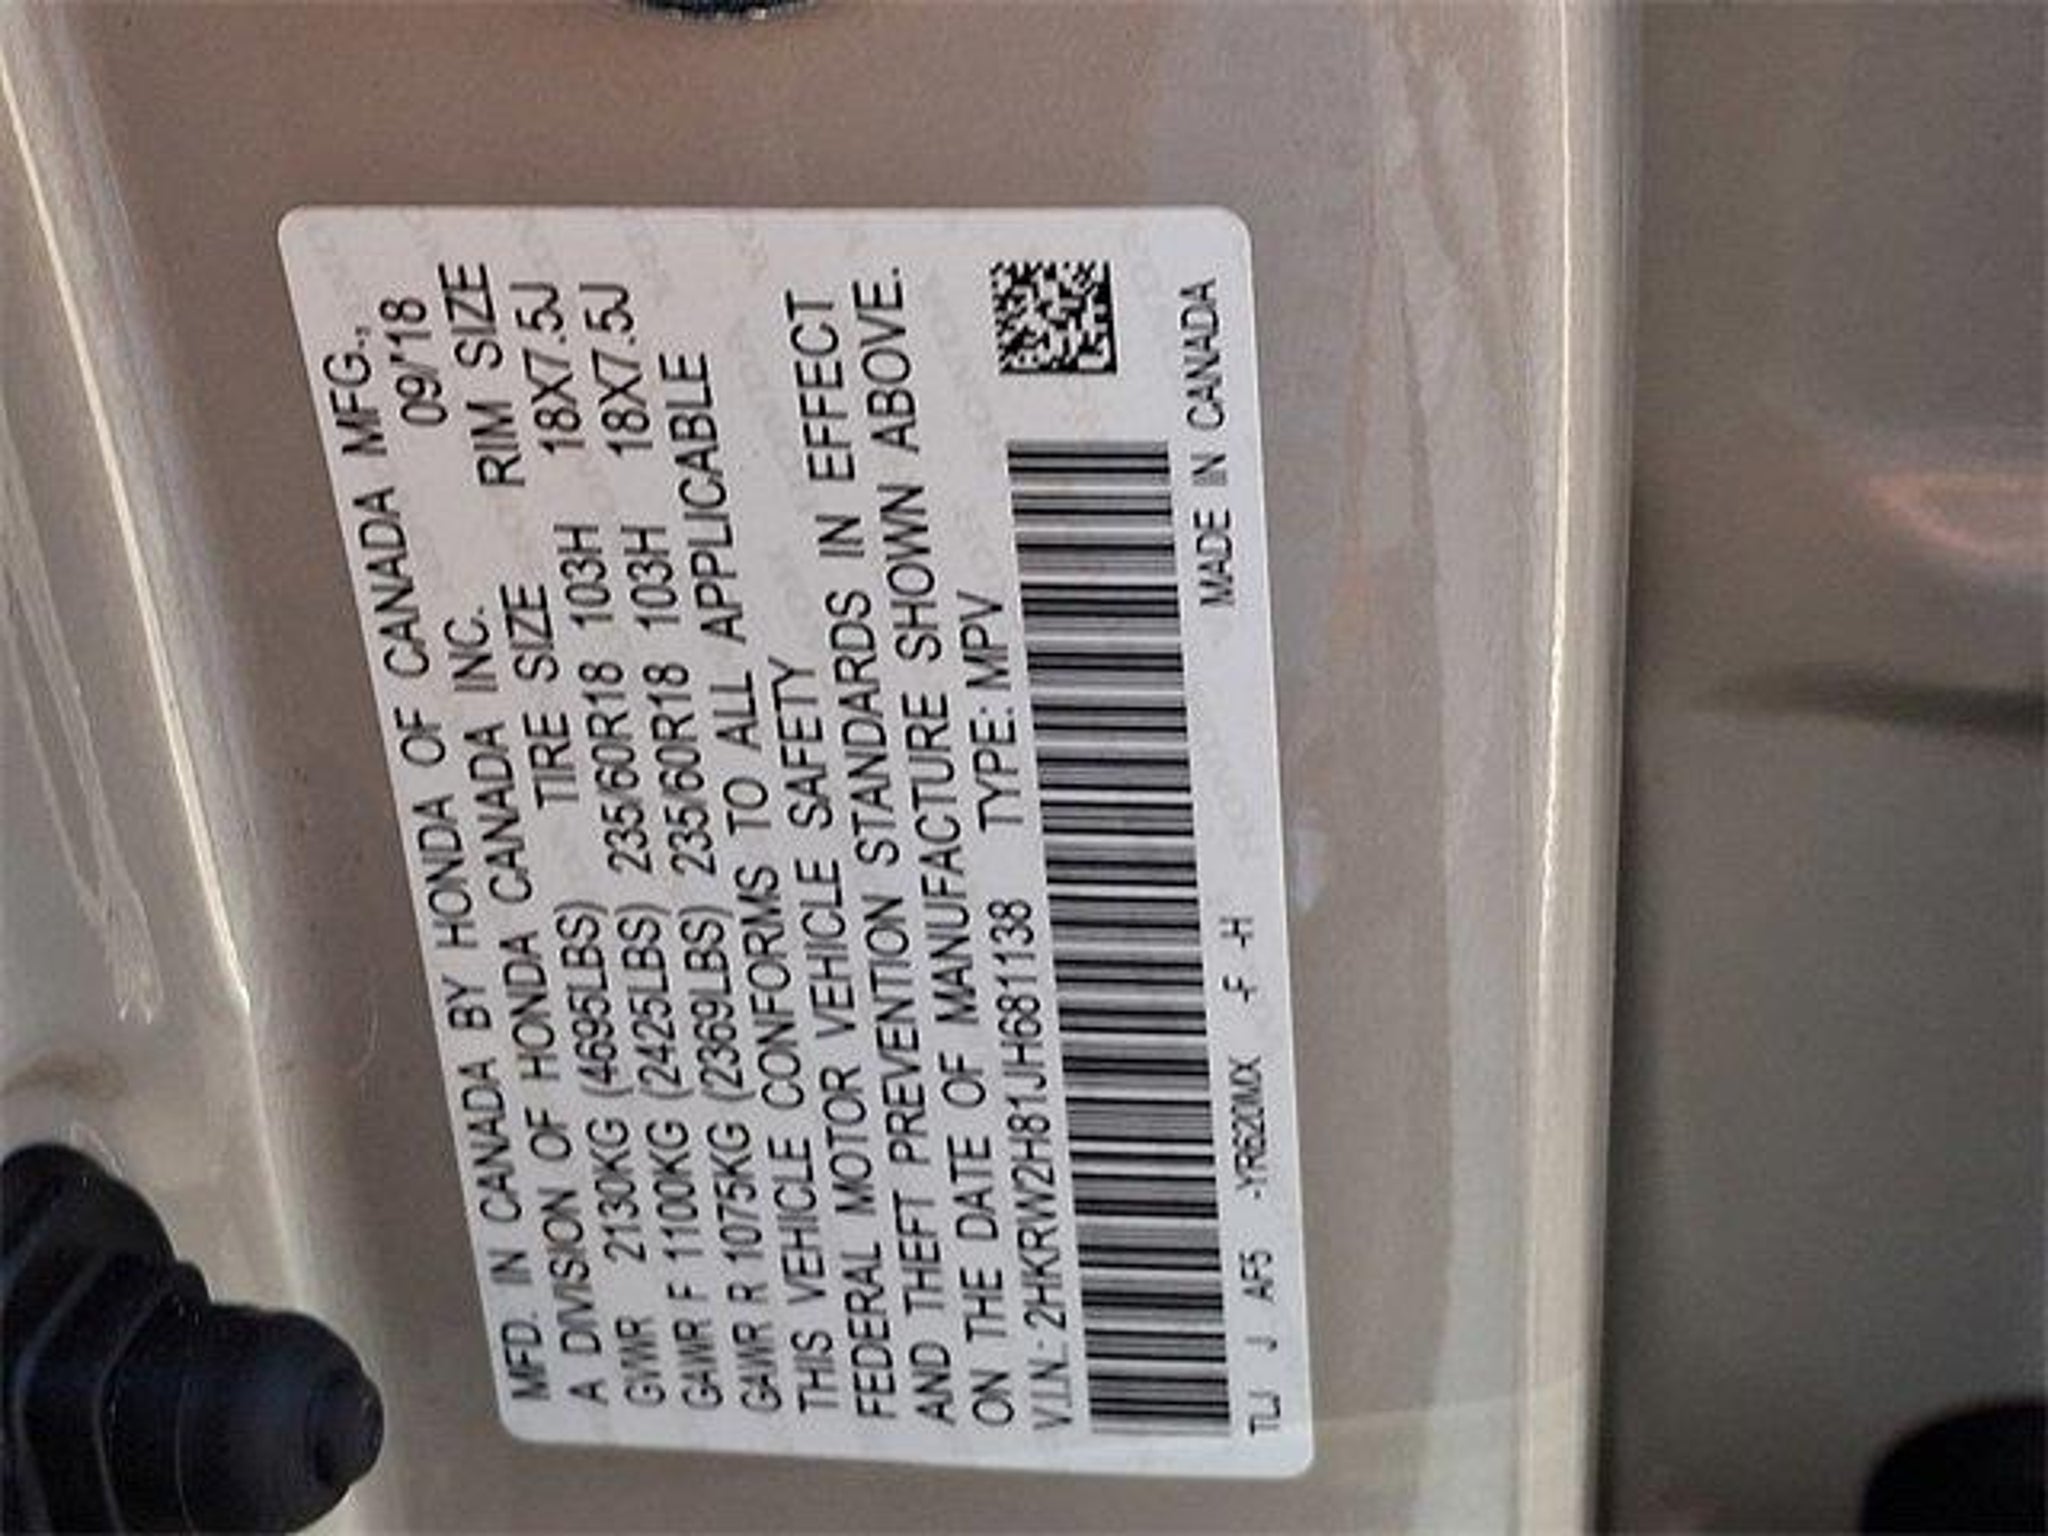 MFD. IN CANADA BY HONDA OF CANADA MFG.,
A DIVISION OF HONDA CANADA INC. 09/'18
TIRE SIZE RIM SIZE
GVWR 2130KG (4695LBS)
GAWR F 1100KG (2425LBS) 235/60R18 103H 18X7.5J
GAWR R 1075KG (2369LBS) 235/60R18 103H 18X7.5J
THIS VEHICLE CONFORMS TO ALL APPLICABLE
FEDERAL MOTOR VEHICLE SAFETY
AND THEFT PREVENTION STANDARDS IN EFFECT
ON THE DATE OF MANUFACTURE SHOWN ABOVE.
V.I.N.: 2HKRW2H81JH681138 TYPE: MPV
TLJ J AF5 -YR620MX -F -H MADE IN CANADA